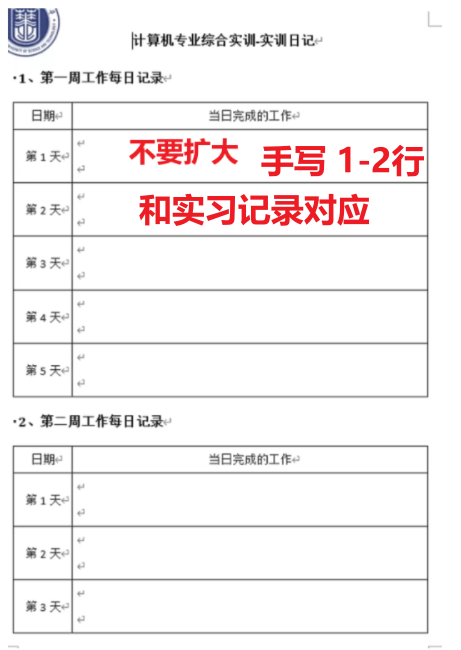 计算机专业综合实训-实训日记
·1、第一周工作每日记录
日期 当日完成的工作
第 1 天 不要扩大 手写 1-2行
第 2 天 和实习记录对应
第 3 天
第 4 天
第 5 天
·2、第二周工作每日记录
日期 当日完成的工作
第 1 天
第 2 天
第 3 天